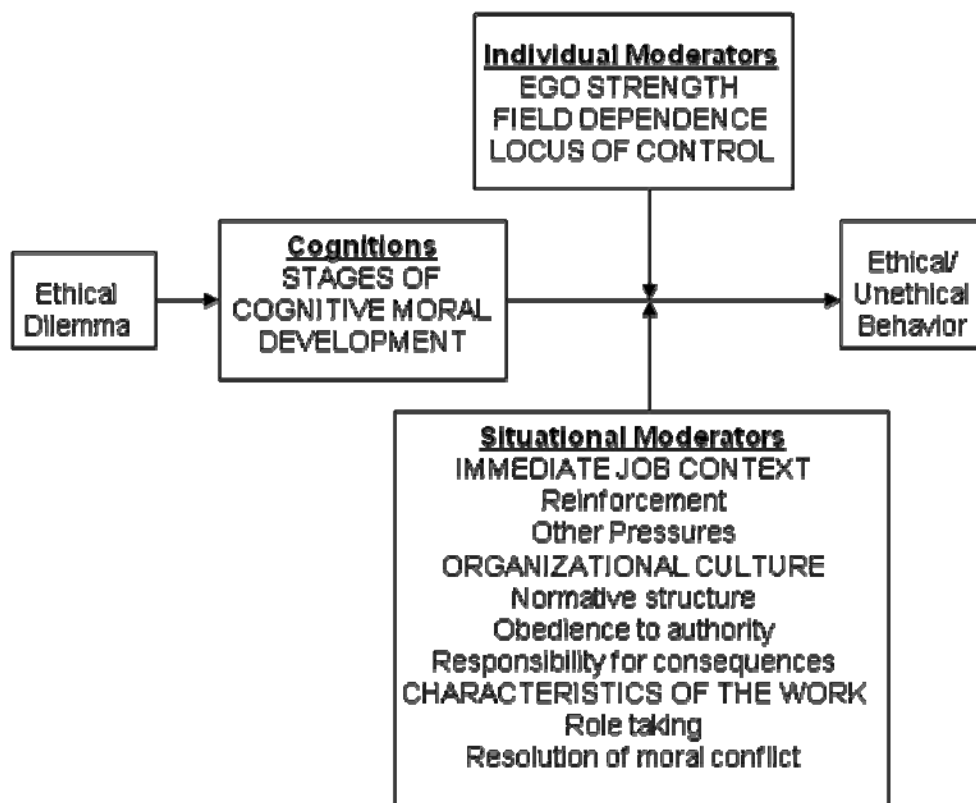 Individual Moderators
EGO STRENGTH
FIELD DEPENDENCE
LOCUS OF CONTROL
Ethical
Dilemma
Cognitions
STAGES OF
COGNITIVE MORAL
DEVELOPMENT
Ethical/
Unethical
Behavior
Situational Moderators
IMMEDIATE JOB CONTEXT
Reinforcement
Other Pressures
ORGANIZATIONAL CULTURE
Normative structure
Obedience to authority
Responsibility for consequences
CHARACTERISTICS OF THE WORK
Role taking
Resolution of moral conflict